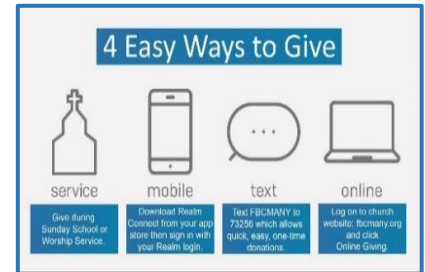 4 Easy Ways to Give
service
Give during
Sunday School or
Worship Service.
mobile
Download Realm
Connect from your app
store then sign in with
your Realm login.
text
Text FBCMANY to
73256 which allows
quick, easy, one-time
donations.
online
Log on to church
website: fbcmany.org
and click
Online Giving.